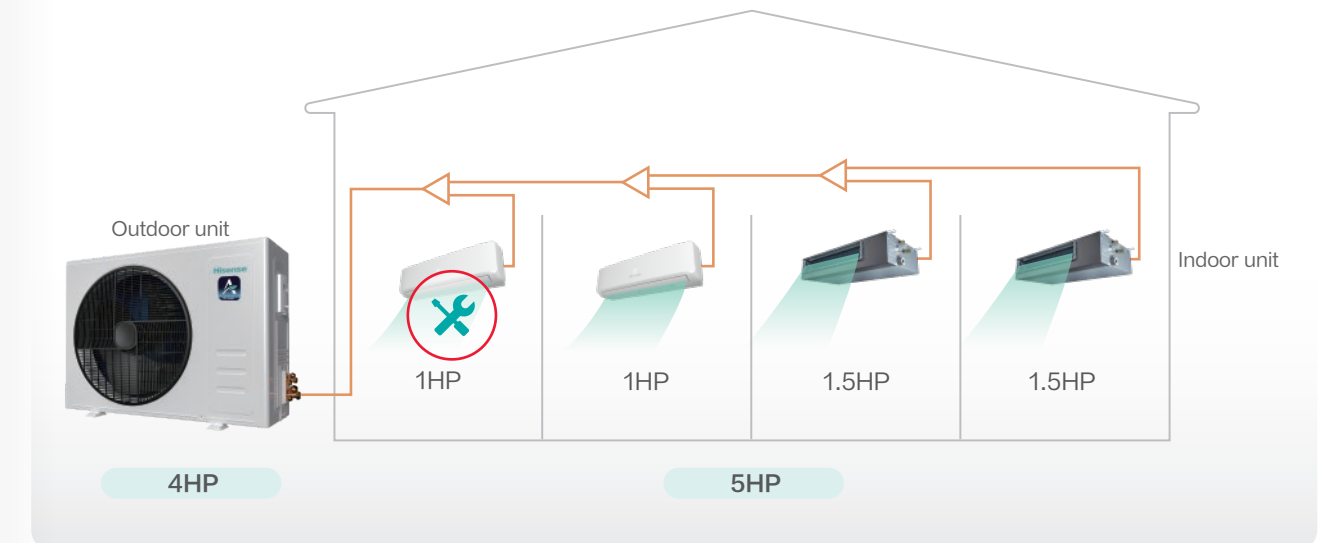 Outdoor unit
Hisense
Indoor unit
1HP
1HP
1.5HP
1.5HP
4HP
5HP